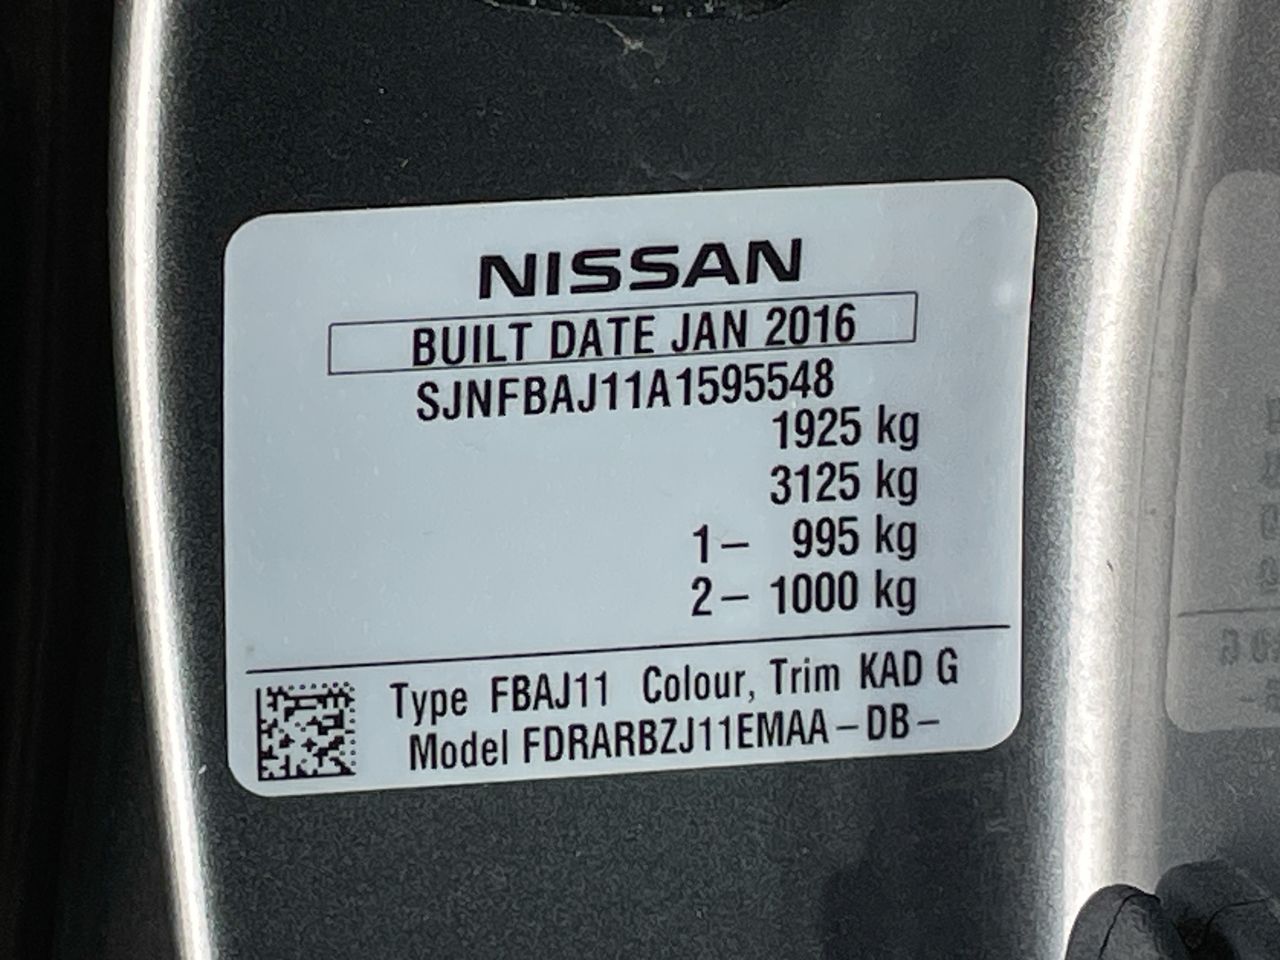 NISSAN
BUILT DATE JAN 2016
SJNFBAJ11A1595548
1925 kg
3125 kg
1– 995 kg
2– 1000 kg
Type FBAJ11 Colour, Trim KAD G
Model FDRARBZJ11EMAA – DB –